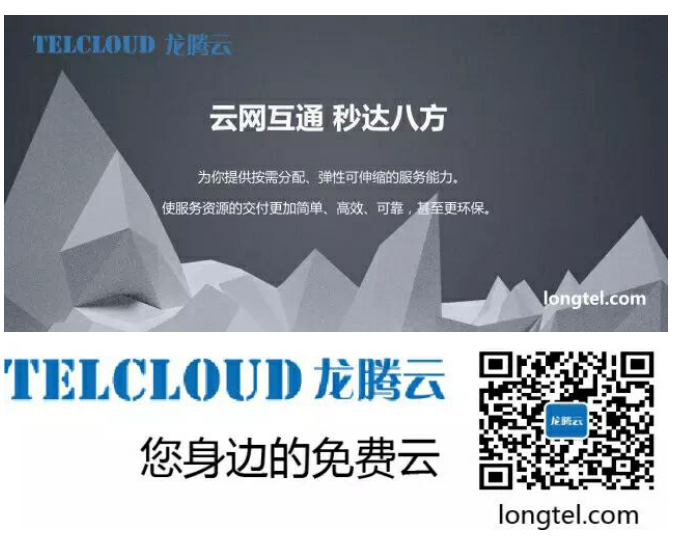 TELCLOUD 龙腾云
云网互通 秒达八方
为你提供按需分配、弹性可伸缩的服务能力。
使服务资源的交付更加简单、高效、可靠，甚至更环保。
longtel.com
TELCLOUD 龙腾云
您身边的免费云
龙腾云
longtel.com